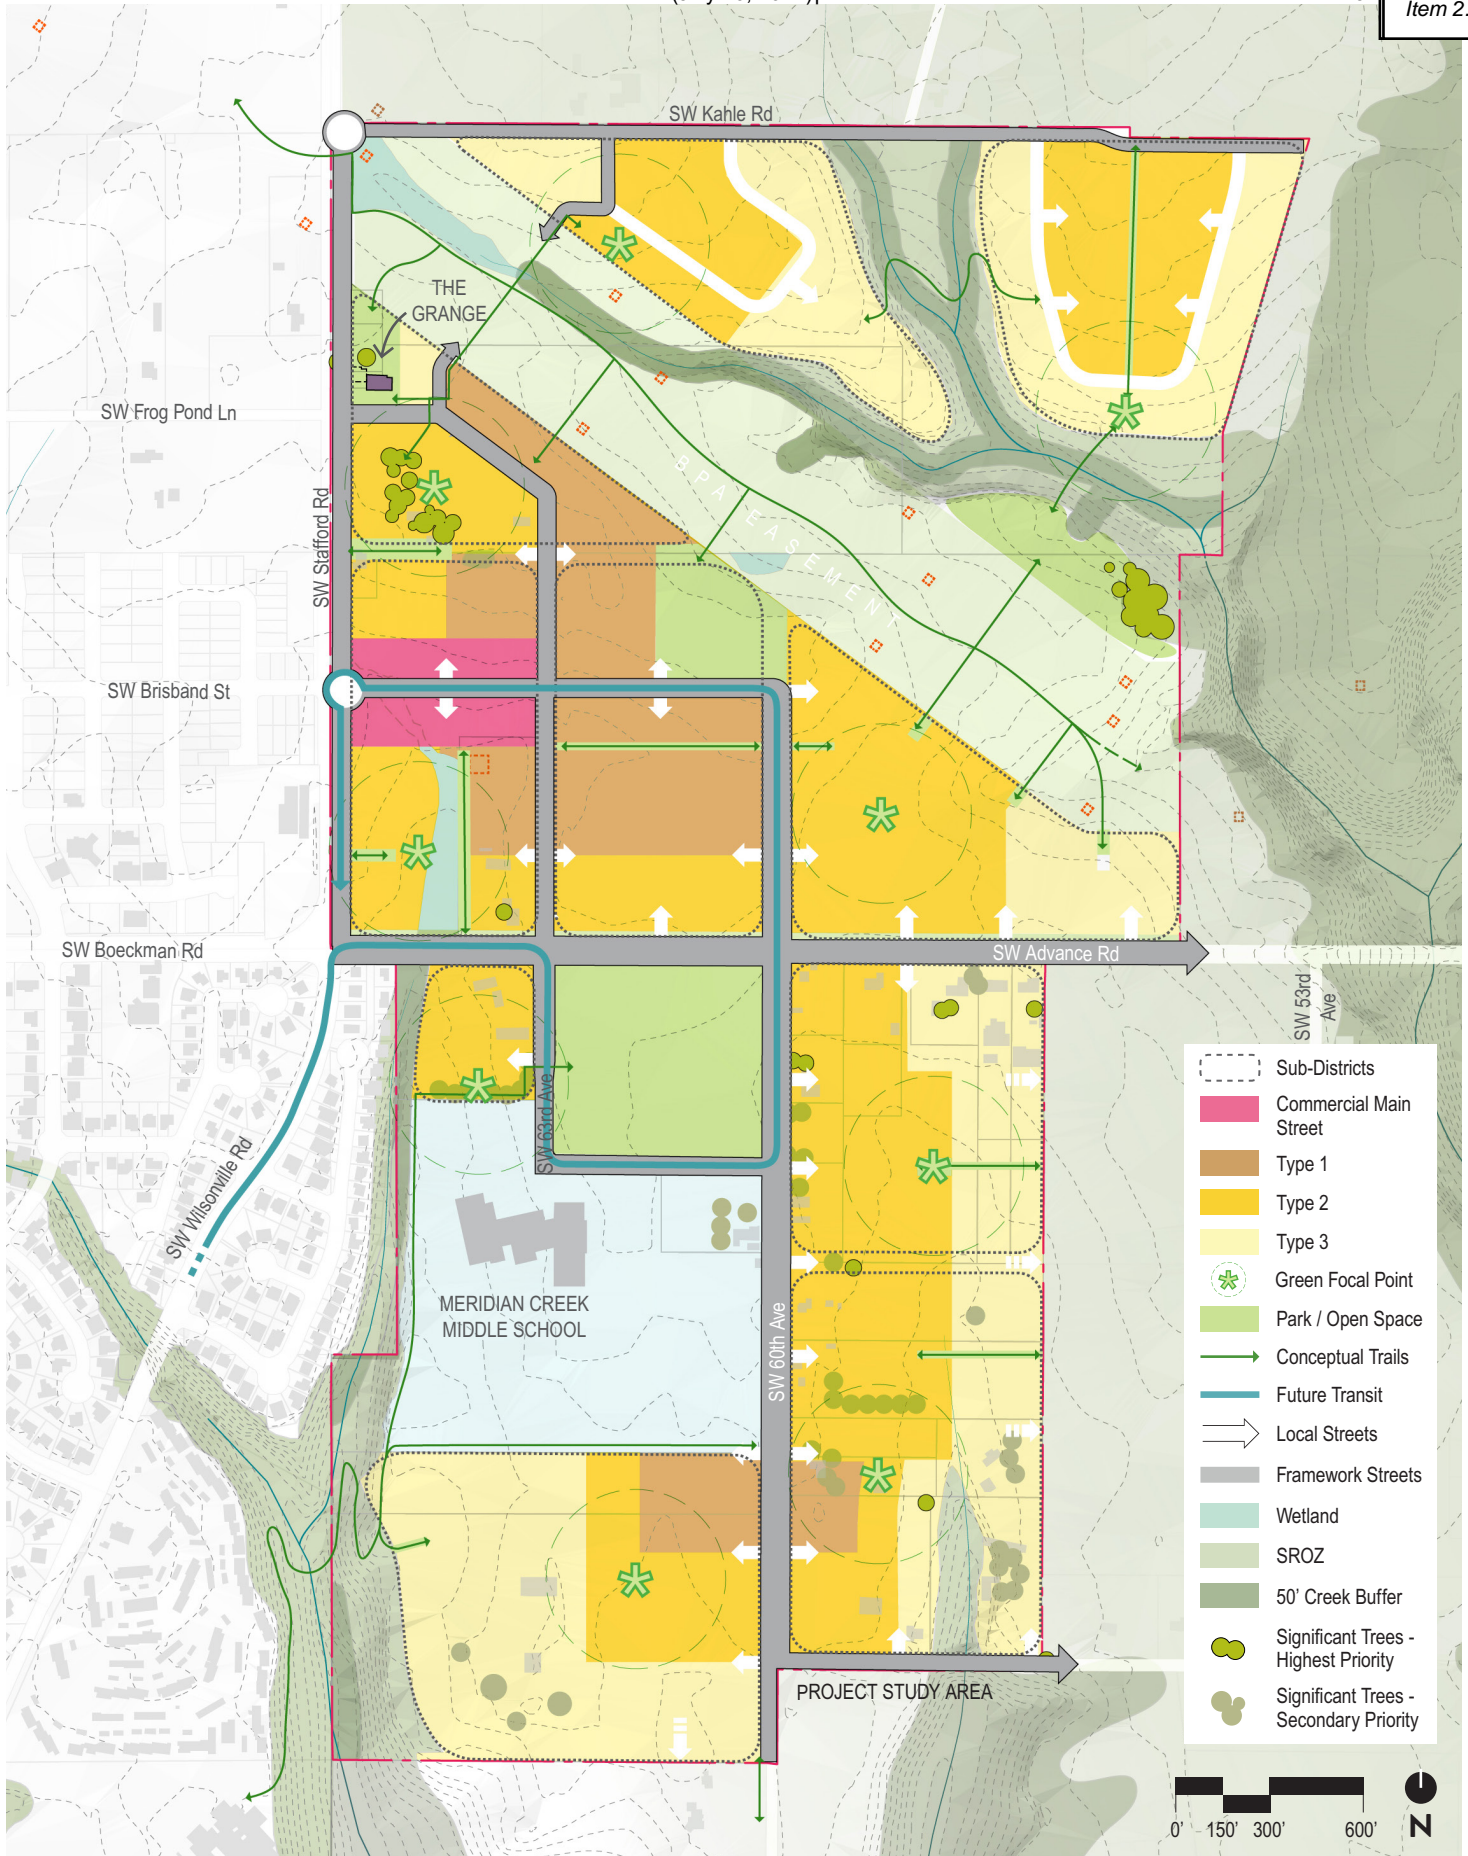 Item 2.
SW Kahle Rd
THE
GRANGE
SW Frog Pond Ln
SW Stafford Rd
BPA EASEMENT
SW Brisband St
SW Boeckman Rd
SW Advance Rd
SW 53rd
Ave
SW 63rd Ave
SW Wilsonville Rd
MERIDIAN CREEK
MIDDLE SCHOOL
SW 60th Ave
PROJECT STUDY AREA
Sub-Districts
Commercial Main
Street
Type 1
Type 2
Type 3
Green Focal Point
Park / Open Space
Conceptual Trails
Future Transit
Local Streets
Framework Streets
Wetland
SROZ
50' Creek Buffer
Significant Trees -
Highest Priority
Significant Trees -
Secondary Priority
0' 150' 300' 600'
N